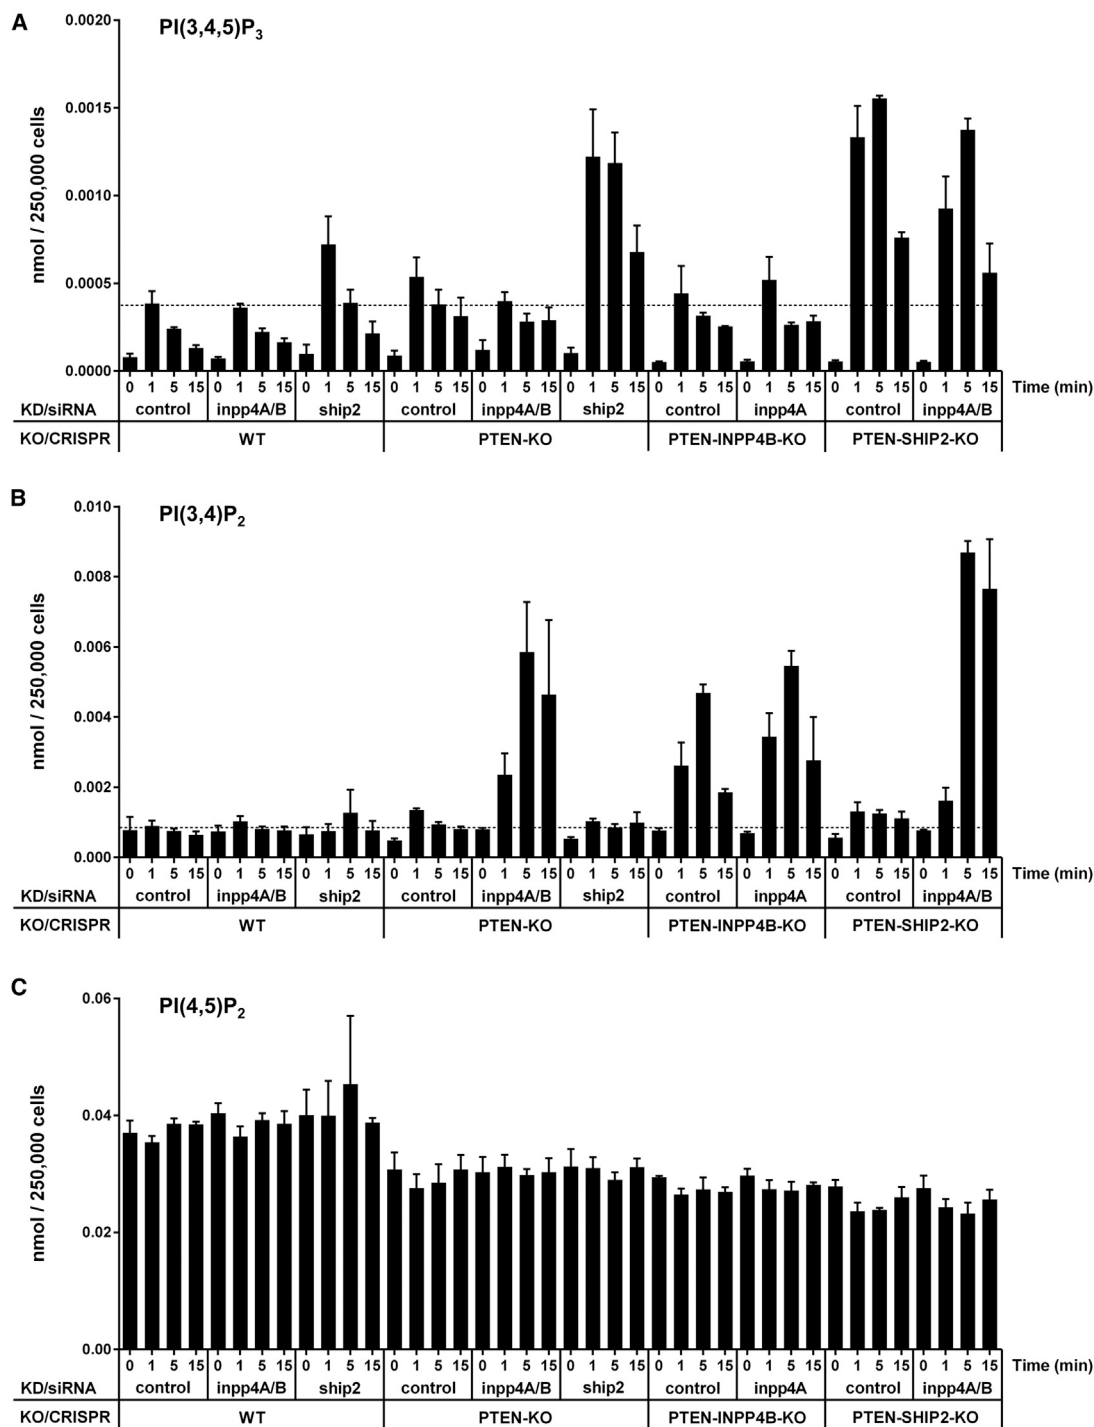 A
PI(3,4,5)P3
nmol / 250,000 cells
0.0020
0.0015
0.0010
0.0005
0.0000
0 1 5 15 0 1 5 15 0 1 5 15 0 1 5 15 0 1 5 15 0 1 5 15 0 1 5 15 0 1 5 15 0 1 5 15 0 1 5 15 Time (min)
KD/siRNA control inpp4A/B ship2 control inpp4A/B ship2 control inpp4A control inpp4A/B
KO/CRISPR WT PTEN-KO PTEN-INPP4B-KO PTEN-SHIP2-KO
B
PI(3,4)P2
nmol / 250,000 cells
0.010
0.008
0.006
0.004
0.002
0.000
0 1 5 15 0 1 5 15 0 1 5 15 0 1 5 15 0 1 5 15 0 1 5 15 0 1 5 15 0 1 5 15 0 1 5 15 0 1 5 15 Time (min)
KD/siRNA control inpp4A/B ship2 control inpp4A/B ship2 control inpp4A control inpp4A/B
KO/CRISPR WT PTEN-KO PTEN-INPP4B-KO PTEN-SHIP2-KO
C
PI(4,5)P2
nmol / 250,000 cells
0.06
0.04
0.02
0.00
0 1 5 15 0 1 5 15 0 1 5 15 0 1 5 15 0 1 5 15 0 1 5 15 0 1 5 15 0 1 5 15 0 1 5 15 0 1 5 15 Time (min)
KD/siRNA control inpp4A/B ship2 control inpp4A/B ship2 control inpp4A control inpp4A/B
KO/CRISPR WT PTEN-KO PTEN-INPP4B-KO PTEN-SHIP2-KO